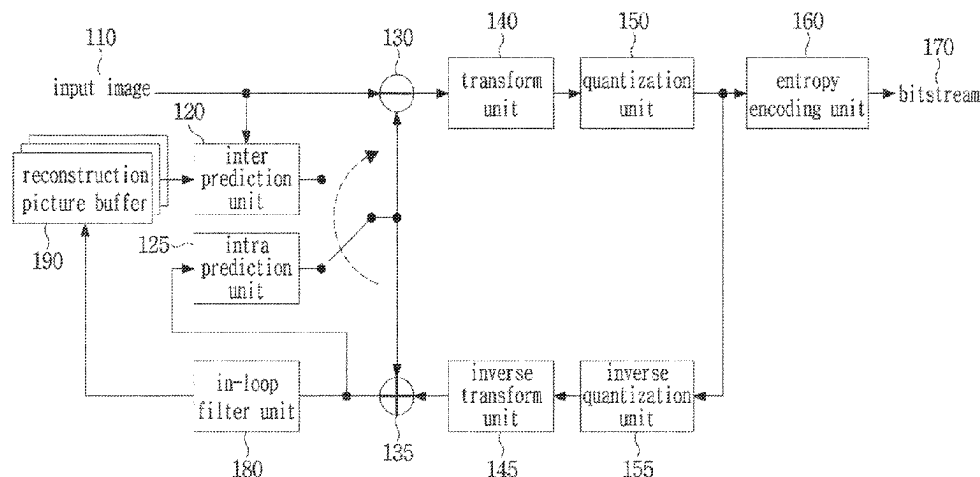 110
130
140
150
160
170
input image
transform
unit
quantization
unit
entropy
encoding unit
bitstream
120
inter
prediction
unit
reconstruction
picture buffer
190
125
intra
prediction
unit
in-loop
filter unit
180
135
inverse
transform
unit
145
inverse
quantization
unit
155